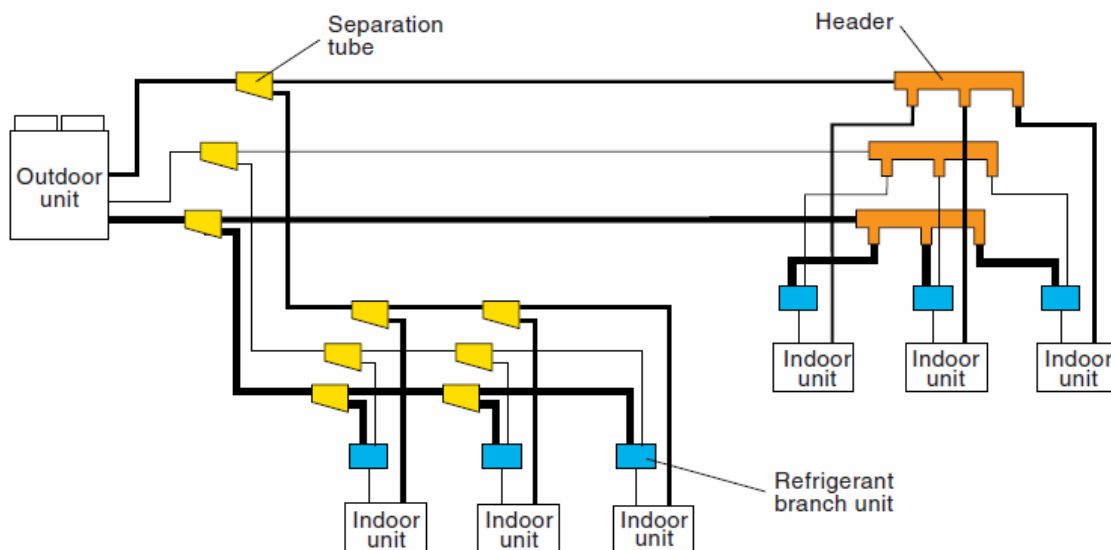 Separation
tube
Header
Outdoor
unit
Indoor
unit
Indoor
unit
Indoor
unit
Refrigerant
branch unit
Indoor
unit
Indoor
unit
Indoor
unit